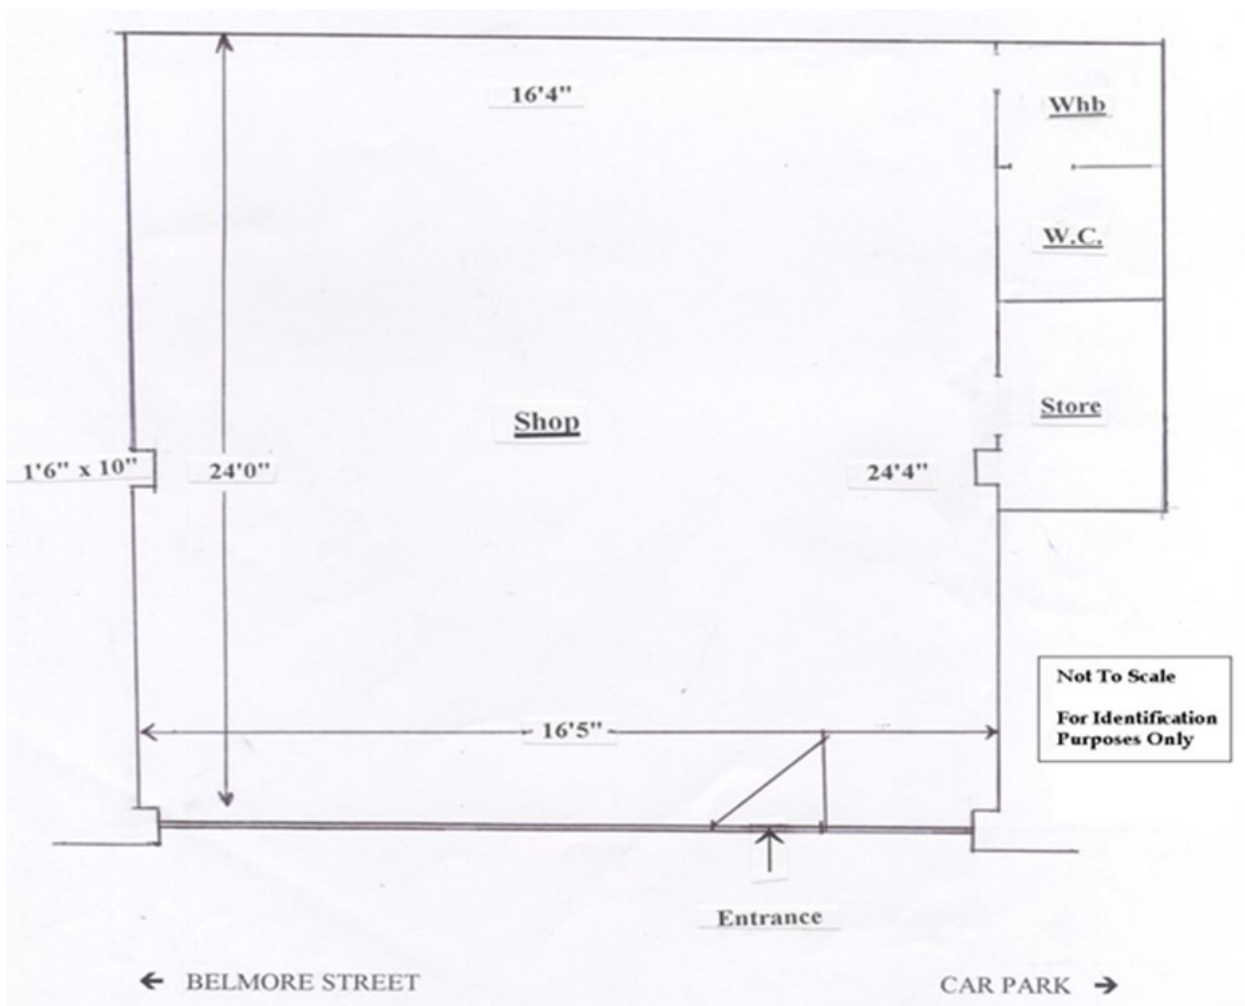 16'4"
Whb
W.C.
Store
Shop
1'6" x 10"
24'0"
24'4"
16'5"
Not To Scale
For Identification
Purposes Only
Entrance
← BELMORE STREET
CAR PARK →